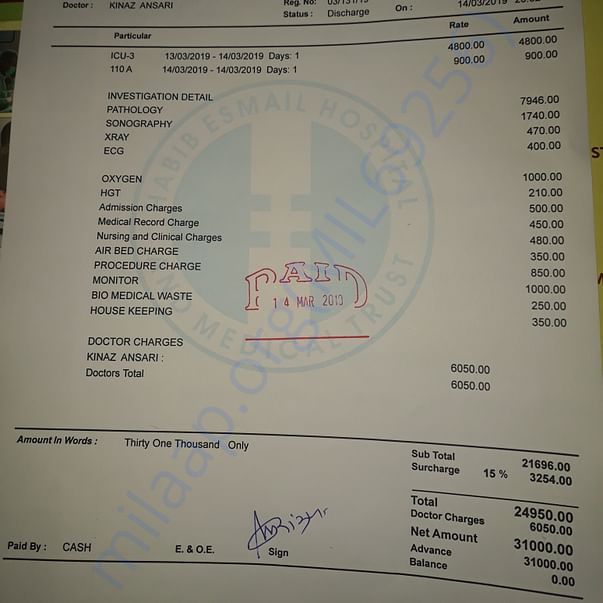 Doctor : KINAZ ANSARI
Reg. No:
Status : Discharge On : 14/03/2019
Particular Rate Amount
ICU-3 13/03/2019 - 14/03/2019 Days: 1 4800.00 4800.00
110 A 14/03/2019 - 14/03/2019 Days: 1 900.00 900.00
INVESTIGATION DETAIL
PATHOLOGY 7946.00
SONOGRAPHY 1740.00
XRAY 470.00
ECG 400.00
OXYGEN 1000.00
HGT 210.00
Admission Charges 500.00
Medical Record Charge 450.00
Nursing and Clinical Charges 480.00
AIR BED CHARGE 350.00
PROCEDURE CHARGE 850.00
MONITOR 1000.00
BIO MEDICAL WASTE 250.00
HOUSE KEEPING 350.00
HABIB ESMAIL HOSPITAL
MEDICAL TRUST
PAID
14 MAR 2019
DOCTOR CHARGES
KINAZ ANSARI : 6050.00
Doctors Total 6050.00
Amount In Words : Thirty One Thousand Only
Sub Total 21696.00
Surcharge 15 % 3254.00
Total 24950.00
Doctor Charges 6050.00
Net Amount 31000.00
Advance 31000.00
Balance 0.00
Paid By : CASH E. & O.E. Sign